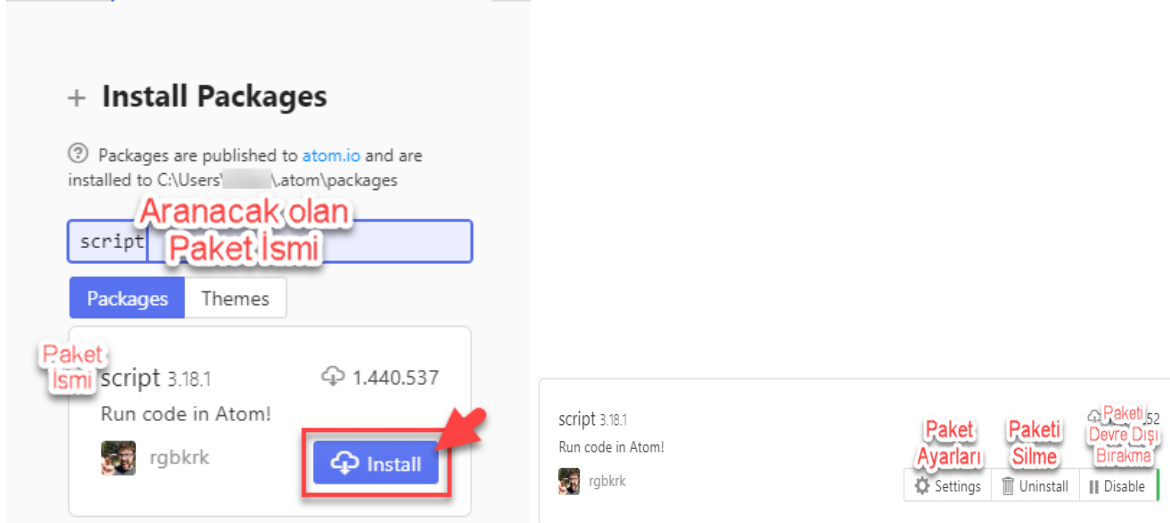 + Install Packages
Packages are published to atom.io and are
installed to C:\Users\ \.atom\packages
Aranacak olan
Paket İsmi
script
Packages Themes
Paket
İsmi
script 3.18.1 1.440.537
Run code in Atom!
rgbkrk
Install
script 3.18.1
Run code in Atom!
rgbkrk
Paket
Ayarları
Paketi
Silme
Paketi
Devre Dışı
Bırakma
52
Settings Uninstall Disable